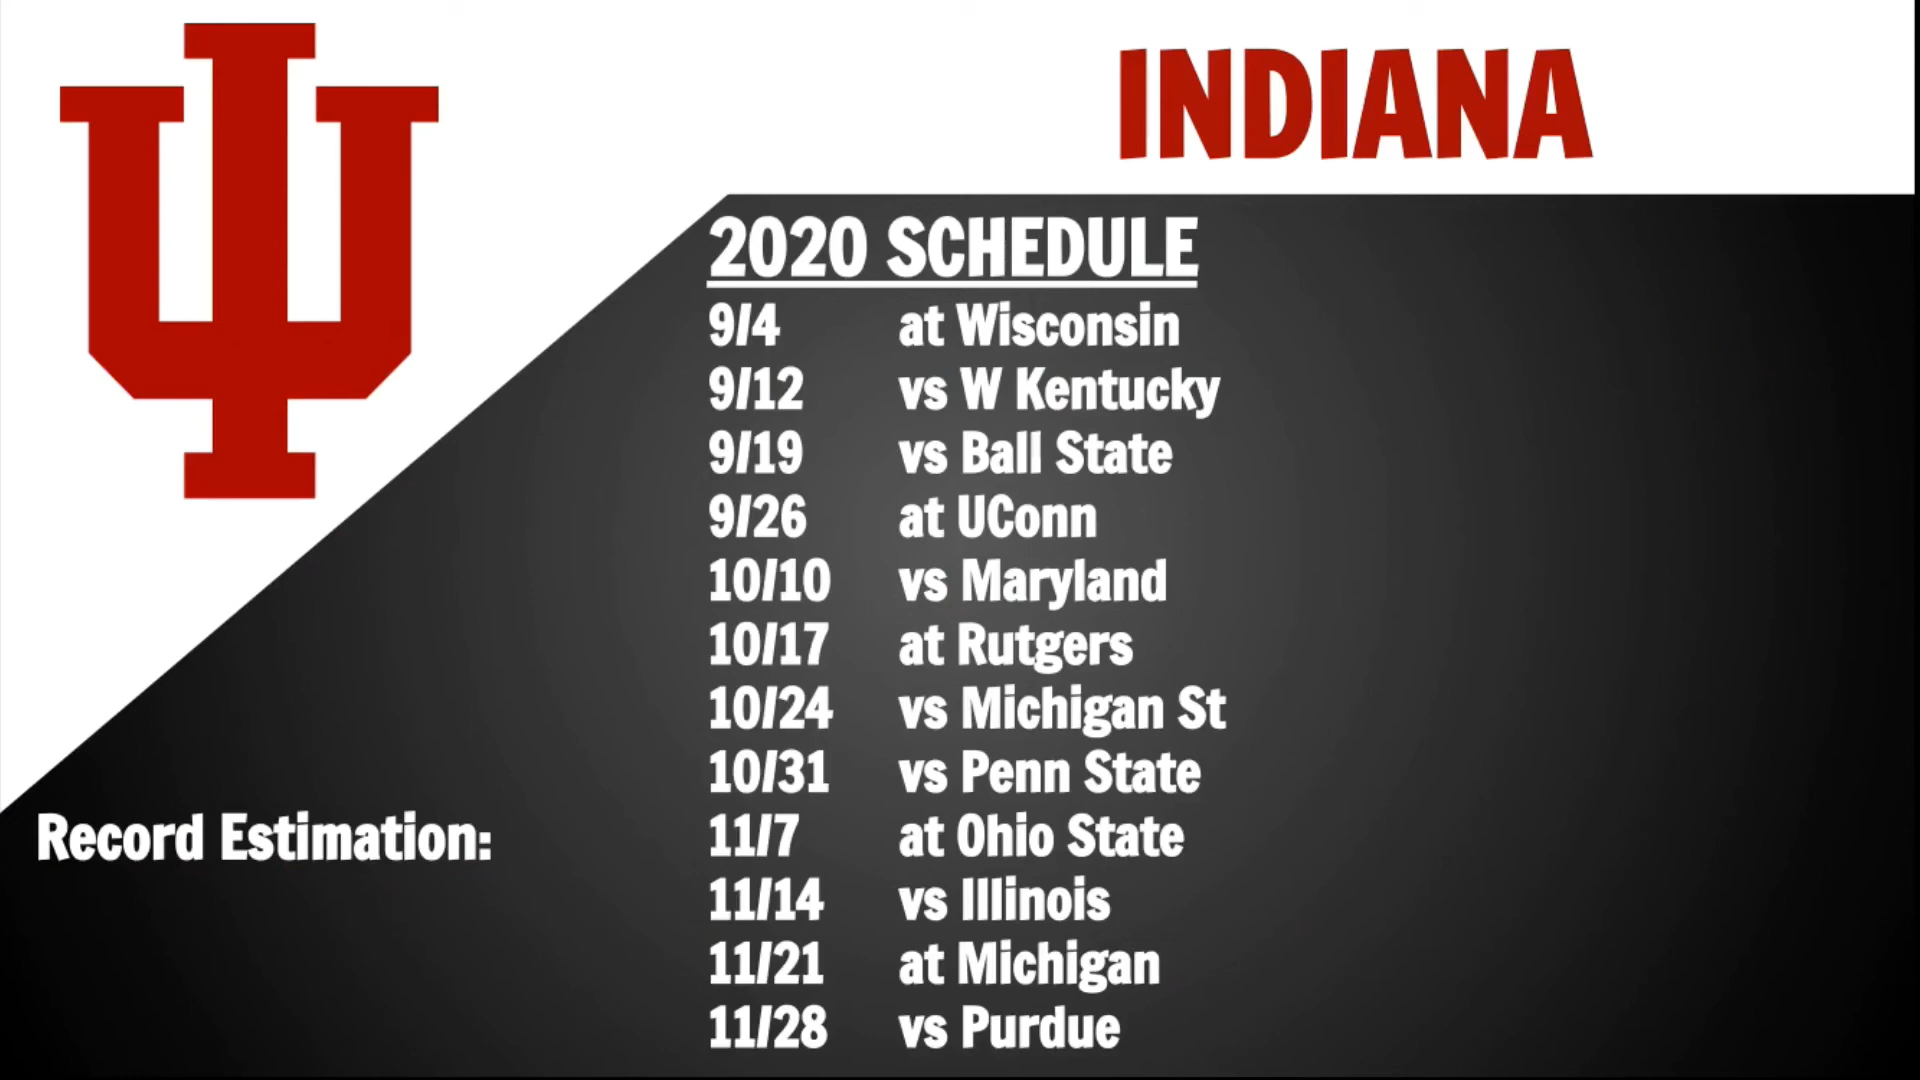 INDIANA
2020 SCHEDULE
9/4 at Wisconsin
9/12 vs W Kentucky
9/19 vs Ball State
9/26 at UConn
10/10 vs Maryland
10/17 at Rutgers
10/24 vs Michigan St
10/31 vs Penn State
11/7 at Ohio State
11/14 vs Illinois
11/21 at Michigan
11/28 vs Purdue
Record Estimation: